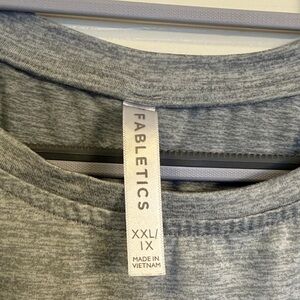 FABLETICS
XXL/
1X
MADE IN
VIETNAM